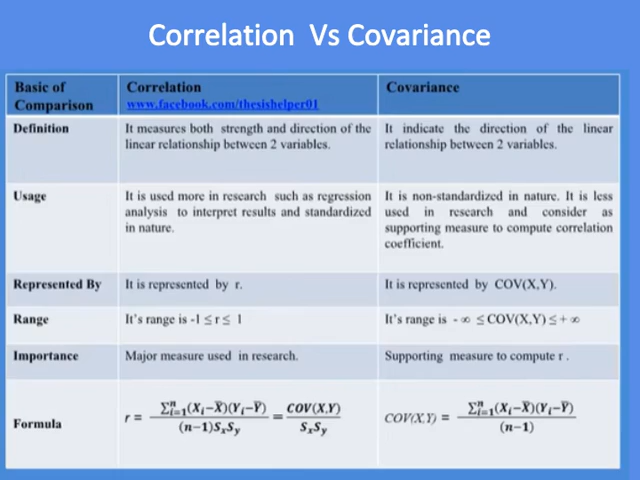 Correlation Vs Covariance
Basic of
Comparison
Correlation
www.facebook.com/thesishelper01
Covariance
Definition
It measures both strength and direction of the
linear relationship between 2 variables.
It indicate the direction of the linear
relationship between 2 variables.
Usage
It is used more in research such as regression
analysis to interpret results and standardized
in nature.
It is non-standardized in nature. It is less
used in research and consider as
supporting measure to compute correlation
coefficient.
Represented By
It is represented by r.
It is represented by COV(X,Y).
Range
It's range is -1 ≤ r ≤ 1
It's range is - ∞ ≤ COV(X,Y) ≤ + ∞
Importance
Major measure used in research.
Supporting measure to compute r .
Formula
r = Σⁿᵢ₌₁(Xᵢ−X̄)(Yᵢ−Ȳ) / (n−1)SₓSᵧ = COV(X,Y) / SₓSᵧ
COV(X,Y) = Σⁿᵢ₌₁(Xᵢ−X̄)(Yᵢ−Ȳ) / (n−1)